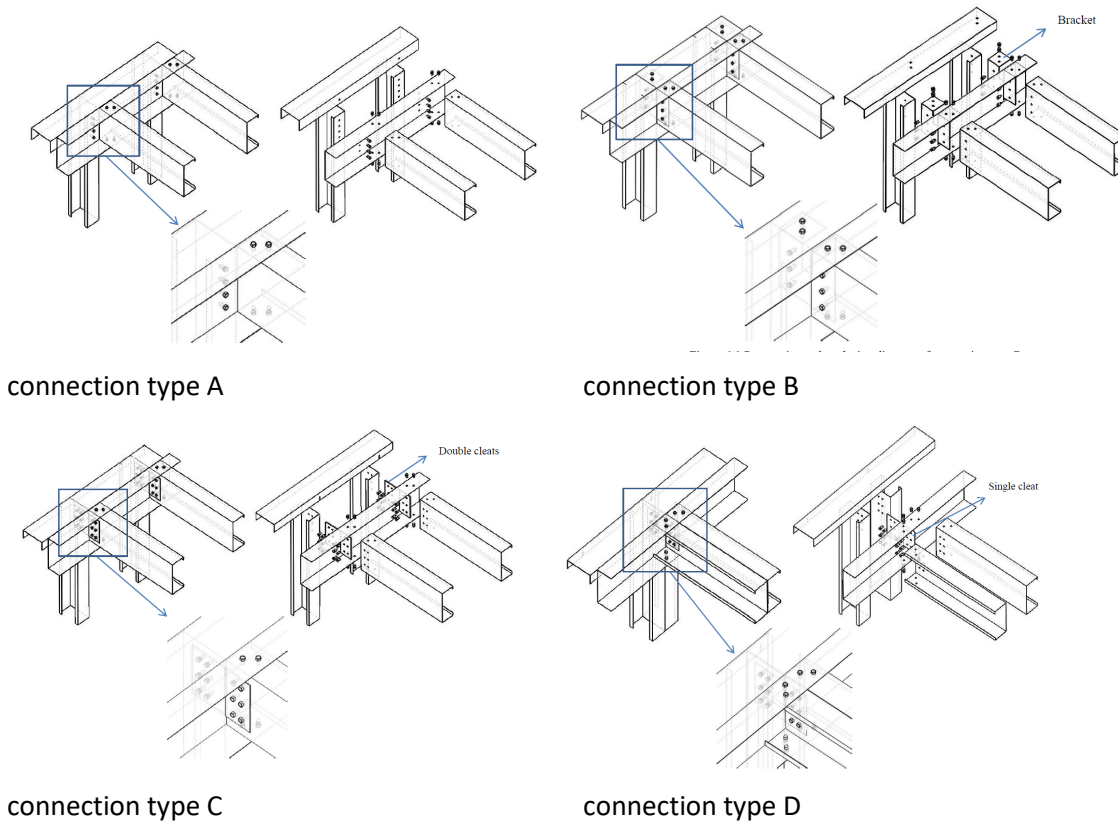 Bracket
connection type A
connection type B
Double cleats
Single cleat
connection type C
connection type D